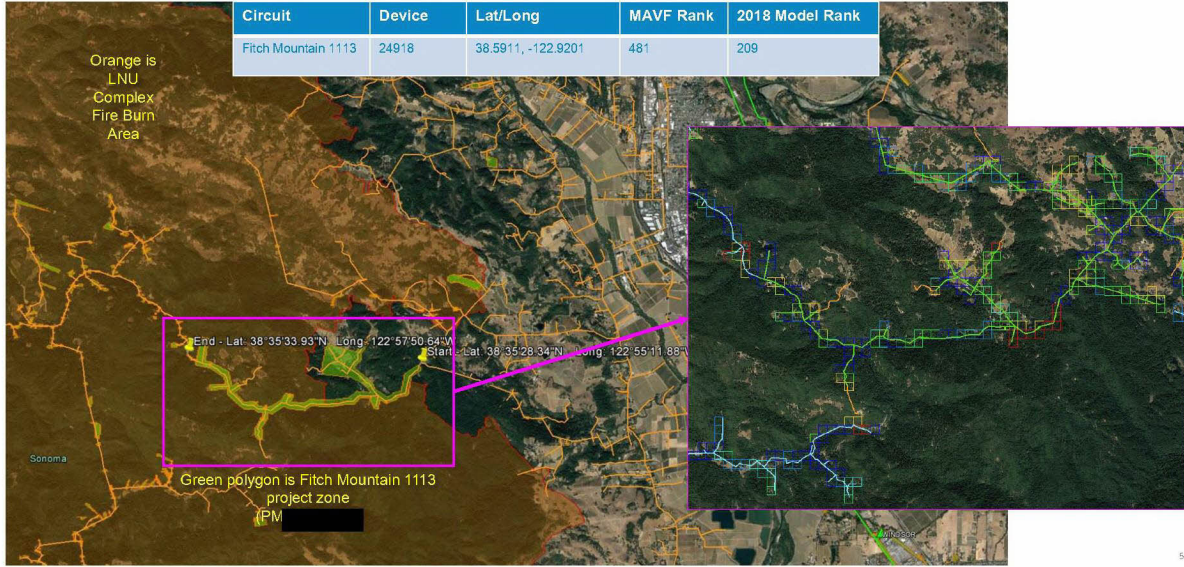 Circuit Device Lat/Long MAVF Rank 2018 Model Rank
Fitch Mountain 1113 24918 38.5911, -122.9201 481 209
Orange is
LNU
Complex
Fire Burn
Area
End - Lat: 38°35'33.93"N - Long: 122°57'50.64"W
Start - Lat: 38°35'28.34"N - Long: 122°55'11.88"
Sonoma
Green polygon is Fitch Mountain 1113
project zone
(PM
WINDSOR
5